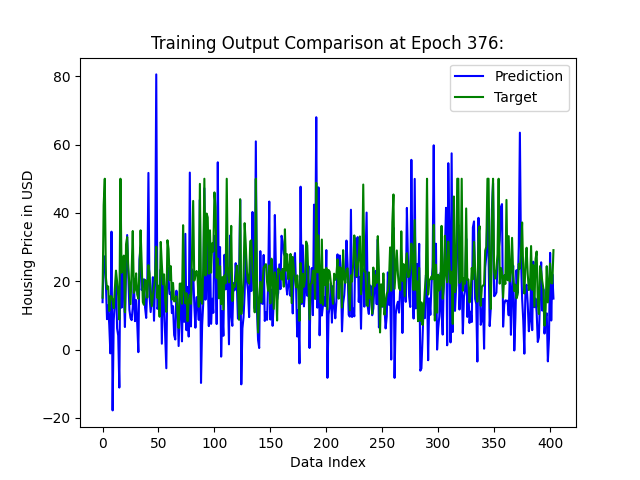 Training Output Comparison at Epoch 376:
Prediction
Target
Housing Price in USD
80
60
40
20
0
−20
0 50 100 150 200 250 300 350 400
Data Index